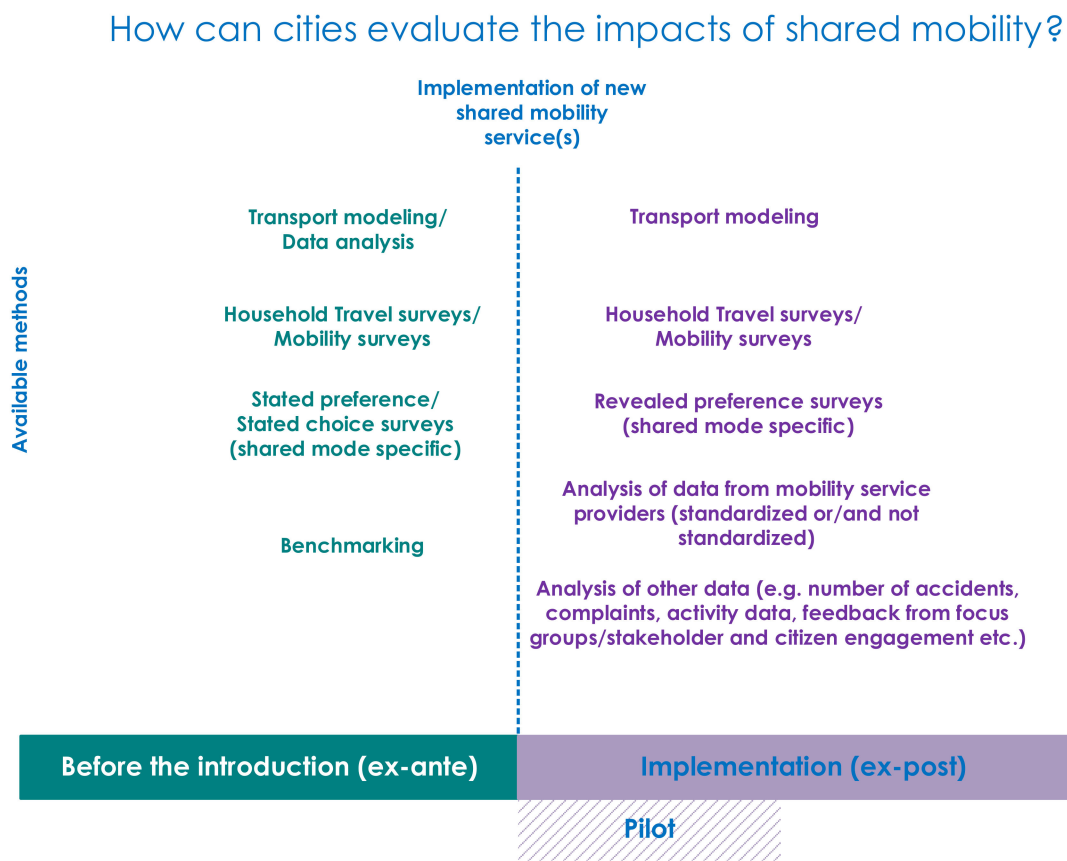 How can cities evaluate the impacts of shared mobility?
Implementation of new
shared mobility
service(s)
Available methods
Transport modeling/
Data analysis
Household Travel surveys/
Mobility surveys
Stated preference/
Stated choice surveys
(shared mode specific)
Benchmarking
Transport modeling
Household Travel surveys/
Mobility surveys
Revealed preference surveys
(shared mode specific)
Analysis of data from mobility service
providers (standardized or/and not
standardized)
Analysis of other data (e.g. number of accidents,
complaints, activity data, feedback from focus
groups/stakeholder and citizen engagement etc.)
Before the introduction (ex-ante)
Implementation (ex-post)
Pilot